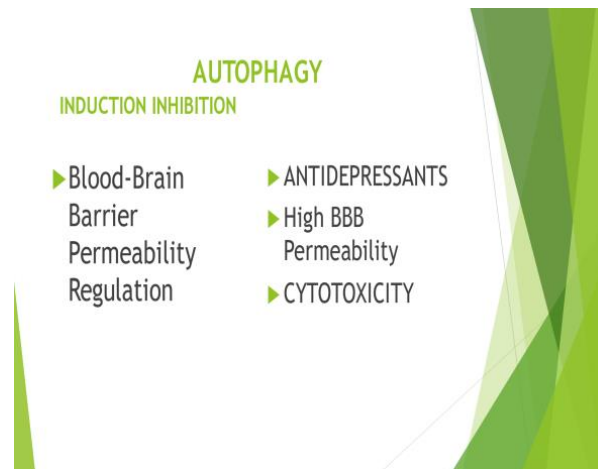 AUTOPHAGY
INDUCTION INHIBITION
Blood-Brain
Barrier
Permeability
Regulation
ANTIDEPRESSANTS
High BBB
Permeability
CYTOTOXICITY